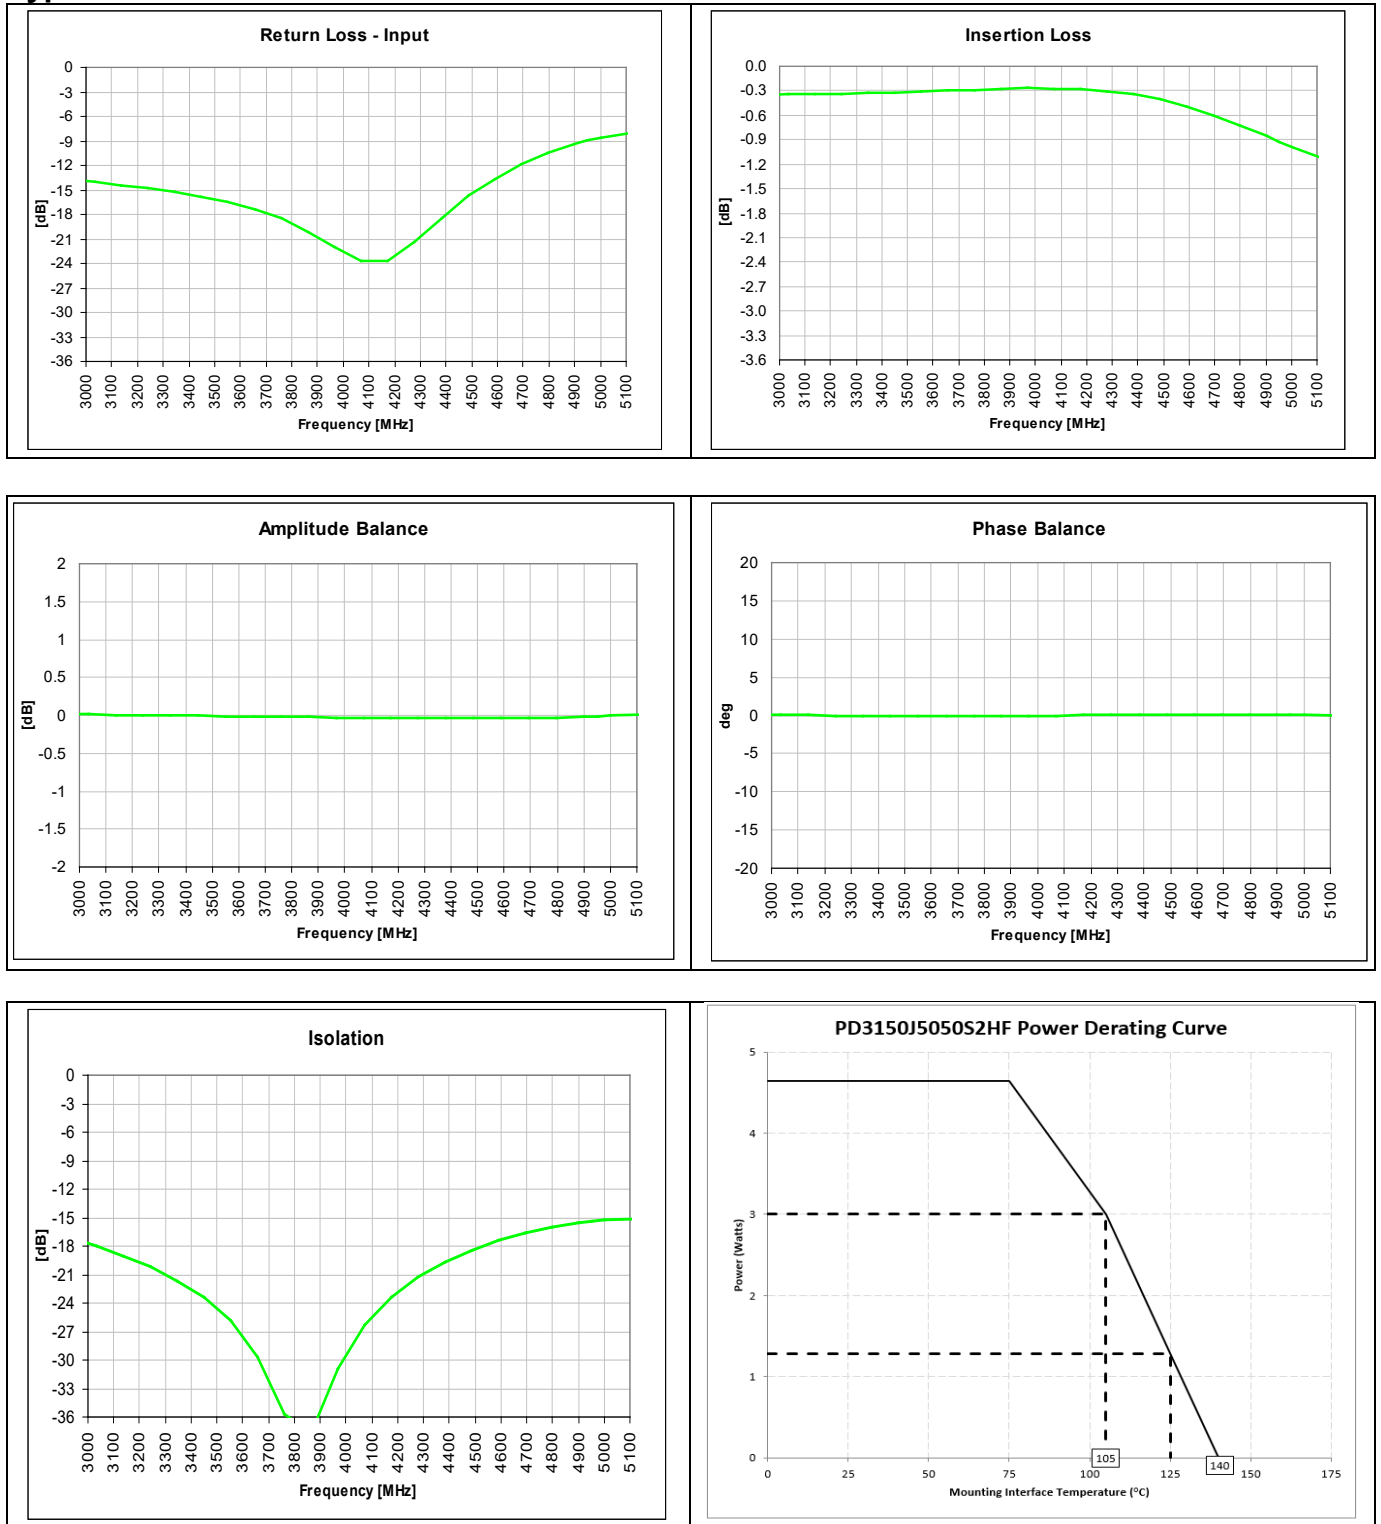 Return Loss - Input
0
-3
-6
-9
-12
-15
-18
-21
-24
-27
-30
-33
-36
[dB]
3000 3100 3200 3300 3400 3500 3600 3700 3800 3900 4000 4100 4200 4300 4400 4500 4600 4700 4800 4900 5000 5100
Frequency [MHz]
Insertion Loss
0.0
-0.3
-0.6
-0.9
-1.2
-1.5
-1.8
-2.1
-2.4
-2.7
-3.0
-3.3
-3.6
[dB]
3000 3100 3200 3300 3400 3500 3600 3700 3800 3900 4000 4100 4200 4300 4400 4500 4600 4700 4800 4900 5000 5100
Frequency [MHz]
Amplitude Balance
2
1.5
1
0.5
0
-0.5
-1
-1.5
-2
[dB]
3000 3100 3200 3300 3400 3500 3600 3700 3800 3900 4000 4100 4200 4300 4400 4500 4600 4700 4800 4900 5000 5100
Frequency [MHz]
Phase Balance
20
15
10
5
0
-5
-10
-15
-20
deg
3000 3100 3200 3300 3400 3500 3600 3700 3800 3900 4000 4100 4200 4300 4400 4500 4600 4700 4800 4900 5000 5100
Frequency [MHz]
Isolation
0
-3
-6
-9
-12
-15
-18
-21
-24
-27
-30
-33
-36
[dB]
3000 3100 3200 3300 3400 3500 3600 3700 3800 3900 4000 4100 4200 4300 4400 4500 4600 4700 4800 4900 5000 5100
Frequency [MHz]
PD3150J5050S2HF Power Derating Curve
5
4
3
2
1
0
Power (Watts)
105
140
0 25 50 75 100 125 150 175
Mounting Interface Temperature (°C)